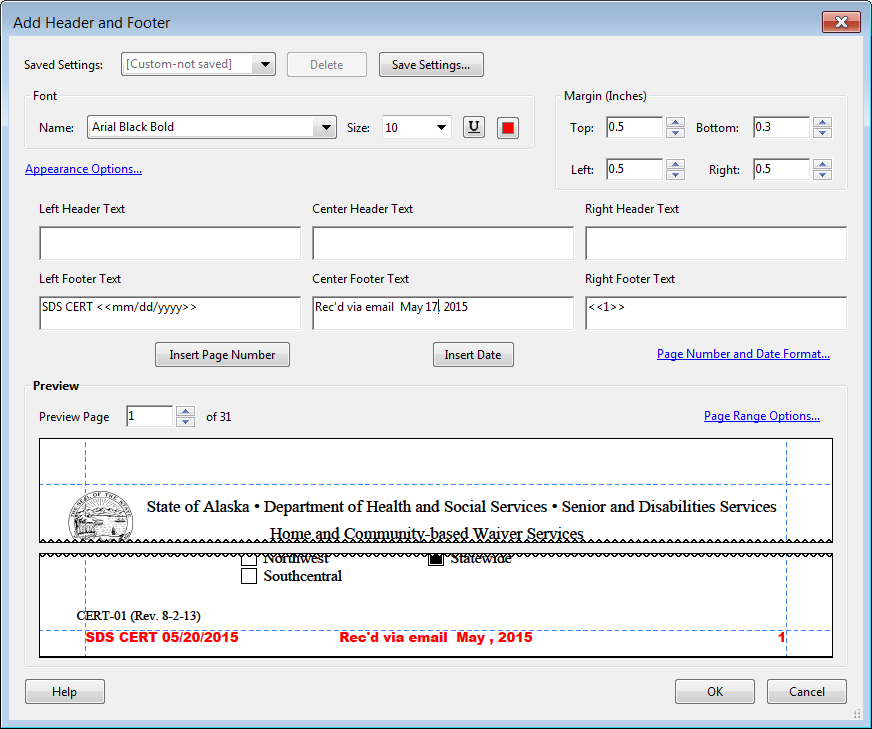 Add Header and Footer
Saved Settings: [Custom-not saved] Delete Save Settings...
Font
Name: Arial Black Bold Size: 10 U
Margin (Inches)
Top: 0.5 Bottom: 0.3
Left: 0.5 Right: 0.5
Appearance Options...
Left Header Text Center Header Text Right Header Text
Left Footer Text Center Footer Text Right Footer Text
SDS CERT <<mm/dd/yyyy>> Rec'd via email  May 17, 2015 <<1>>
Insert Page Number Insert Date Page Number and Date Format...
Preview
Preview Page 1 of 31 Page Range Options...
THE SEAL OF THE STATE
State of Alaska • Department of Health and Social Services • Senior and Disabilities Services
Home and Community-based Waiver Services
Northwest Statewide
Southcentral
CERT-01 (Rev. 8-2-13)
SDS CERT 05/20/2015 Rec'd via email  May , 2015 1
Help OK Cancel